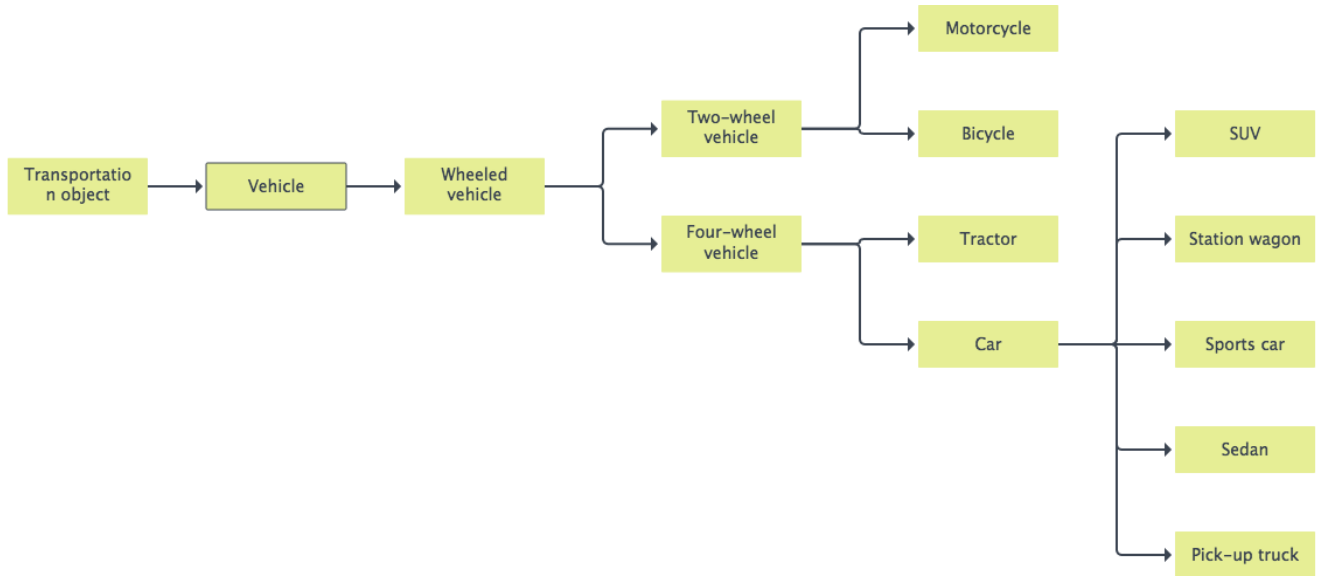 Transportatio
n object
Vehicle
Wheeled
vehicle
Two-wheel
vehicle
Four-wheel
vehicle
Motorcycle
Bicycle
Tractor
Car
SUV
Station wagon
Sports car
Sedan
Pick-up truck